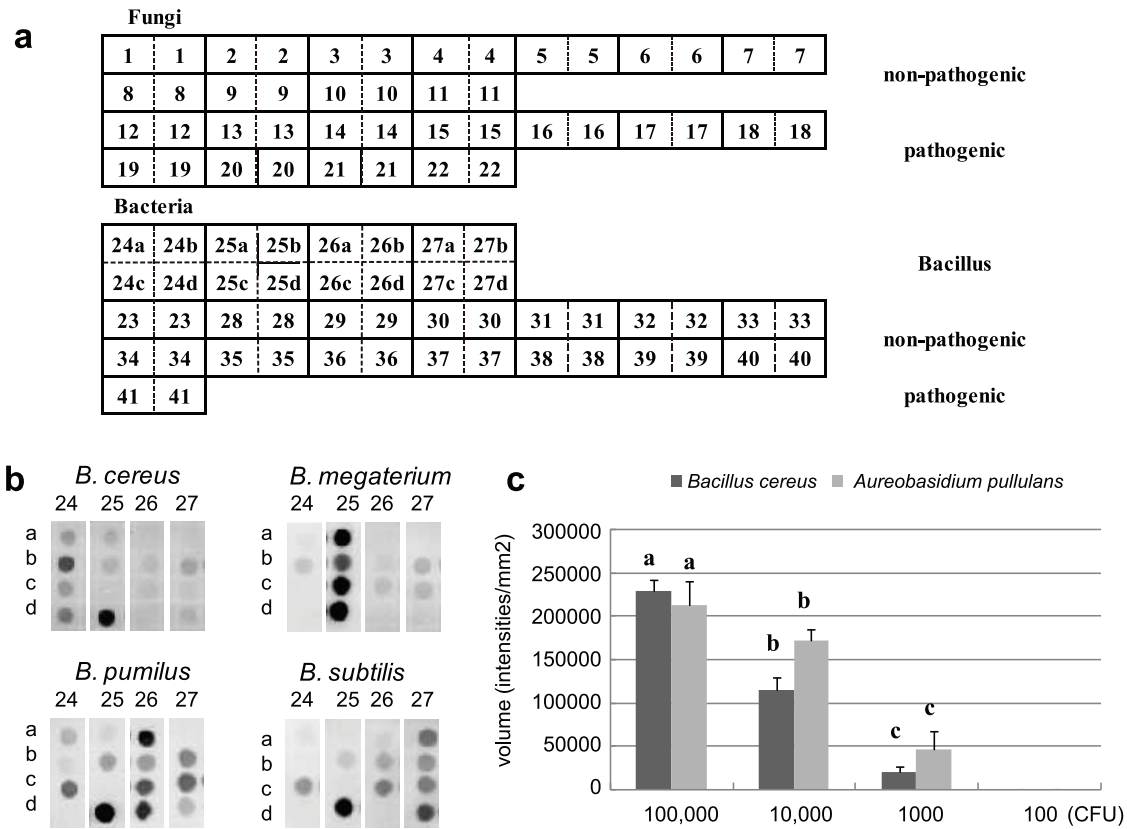 a
Fungi
1 1 2 2 3 3 4 4 5 5 6 6 7 7
non-pathogenic
8 8 9 9 10 10 11 11
12 12 13 13 14 14 15 15 16 16 17 17 18 18
pathogenic
19 19 20 20 21 21 22 22
Bacteria
24a 24b 25a 25b 26a 26b 27a 27b
Bacillus
24c 24d 25c 25d 26c 26d 27c 27d
23 23 28 28 29 29 30 30 31 31 32 32 33 33
non-pathogenic
34 34 35 35 36 36 37 37 38 38 39 39 40 40
41 41 pathogenic
b
B. cereus
24 25 26 27
a
b
c
d
B. megaterium
24 25 26 27
a
b
c
d
B. pumilus
24 25 26 27
a
b
c
d
B. subtilis
24 25 26 27
a
b
c
d
c
Bacillus cereus Aureobasidium pullulans
volume (intensities/mm2)
300000
250000
200000
150000
100000
50000
0
a a
b b
c c
100,000 10,000 1000 100 (CFU)